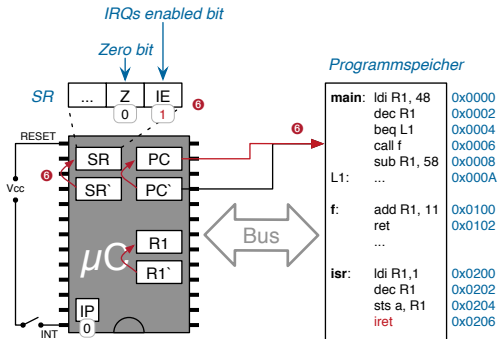 IRQs enabled bit
Zero bit
Programmspeicher
SR ... Z IE
0 1
❻
RESET
Vcc
INT
SR PC
❻
SR` PC`
R1
R1`
µC
IP
0
Bus
❻
main: ldi R1, 48 0x0000
dec R1 0x0002
beq L1 0x0004
call f 0x0006
sub R1, 58 0x0008
L1: ... 0x000A
f: add R1, 11 0x0100
ret 0x0102
...
isr: ldi R1,1 0x0200
dec R1 0x0202
sts a, R1 0x0204
iret 0x0206